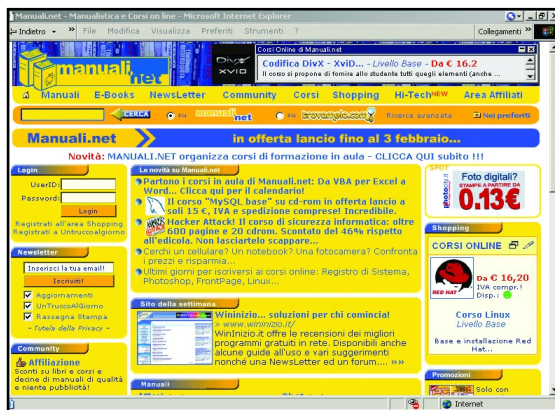 Manuali.net - Manualistica e Corsi on line - Microsoft Internet Explorer
Indietro
File Modifica Visualizza Preferiti Strumenti ?
Collegamenti »
manuali.net
DivX
XVID
Corsi Online di Manuali.net
Codifica DivX - XviD... - Livello Base - Da € 16.2
Il corso si propone di fornire allo studente tutti quegli elementi (anche ...
Manuali E-Books NewsLetter Community Corsi Shopping Hi-Tech NEW Area Affiliati
CERCA su manuali.net su trovarpelo.com Ricerca avanzata Nei preferiti
Manuali.net
in offerta lancio fino al 3 febbraio...
Novità: MANUALI.NET organizza corsi di formazione in aula - CLICCA QUI subito !!!
Login
UserID:
Password:
Login
Registrati all'area Shopping
Registrati a Untruccoalgiorno
Newsletter
Inserisci la tua email!
Iscriviti!
Aggiornamenti
UnTruccoAlGiorno
Rassegna Stampa
- Tutela della Privacy -
Community
Affiliazione
Sconti su libri e corsi e
decine di manuali di qualità
e niente pubblicità!
Le novità su Manuali.net
Partono i corsi in aula di Manuali.net: Da VBA per Excel a
Word... Clicca qui per il calendario!
Il corso "MySQL base" su cd-rom in offerta lancio a
soli 15 €, IVA e spedizione comprese! Incredibile.
Hacker Attack! Il corso di sicurezza informatica: oltre
600 pagine e 20 cdrom. Scontato del 46% rispetto
all'edicola. Non lasciartelo scappare...
Cerchi un cellulare? Un notebook? Una fotocamera? Confronta
i prezzi e risparmia...
Ultimi giorni per iscriversi ai corsi online: Registro di Sistema,
Photoshop, FrontPage, Linux...
Sito della settimana
Wininizio... soluzioni per chi comincia!
» www.wininizio.it/
WinInizio.it offre le recensioni dei migliori
programmi gratuiti in rete. Disponibili anche
alcune guide all'uso e vari suggerimenti
nonché una NewsLetter ed un forum.... »»
Manuali
SPOT
Foto digitali?
STAMPE A PARTIRE DA
0.13€
Shopping
CORSI ONLINE
RED HAT
Da € 16,20
IVA compr.!
Disp.:
Corso Linux
Livello Base
Base e installazione Red
Hat...
Promozioni
Solo con
Internet